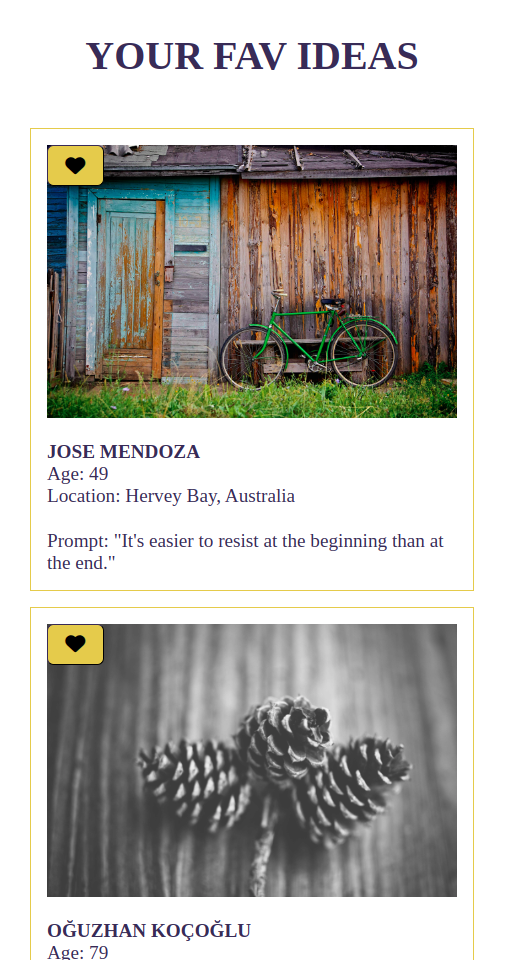 YOUR FAV IDEAS
JOSE MENDOZA
Age: 49
Location: Hervey Bay, Australia
Prompt: "It's easier to resist at the beginning than at
the end."
OĞUZHAN KOÇOĞLU
Age: 79